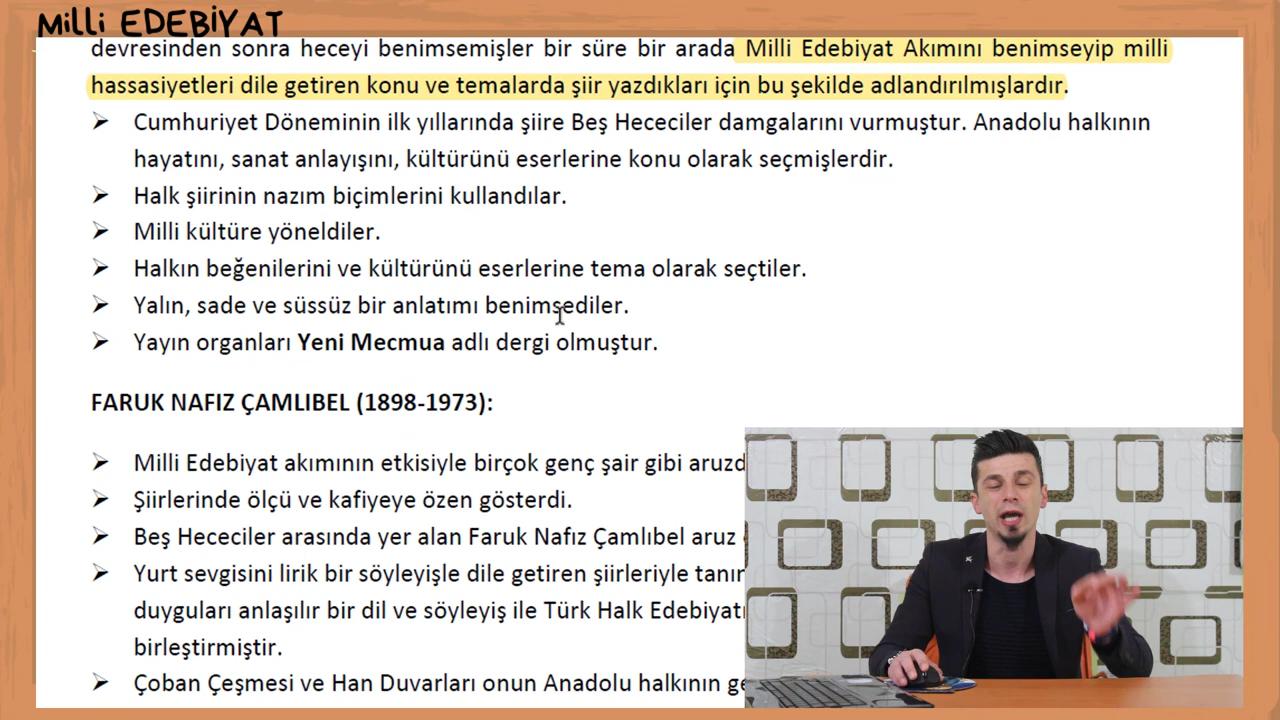 MiLLi EDEBİYAT
devresinden sonra heceyi benimsemişler bir süre bir arada Milli Edebiyat Akımını benimseyip milli
hassasiyetleri dile getiren konu ve temalarda şiir yazdıkları için bu şekilde adlandırılmışlardır.
➤ Cumhuriyet Döneminin ilk yıllarında şiire Beş Hececiler damgalarını vurmuştur. Anadolu halkının
hayatını, sanat anlayışını, kültürünü eserlerine konu olarak seçmişlerdir.
➤ Halk şiirinin nazım biçimlerini kullandılar.
➤ Milli kültüre yöneldiler.
➤ Halkın beğenilerini ve kültürünü eserlerine tema olarak seçtiler.
➤ Yalın, sade ve süssüz bir anlatımı benimsediler.
➤ Yayın organları Yeni Mecmua adlı dergi olmuştur.
FARUK NAFIZ ÇAMLIBEL (1898-1973):
➤ Milli Edebiyat akımının etkisiyle birçok genç şair gibi aruzd
➤ Şiirlerinde ölçü ve kafiyeye özen gösterdi.
➤ Beş Hececiler arasında yer alan Faruk Nafız Çamlıbel aruz
➤ Yurt sevgisini lirik bir söyleyişle dile getiren şiirleriyle tanır
duyguları anlaşılır bir dil ve söyleyiş ile Türk Halk Edebiyatı
birleştirmiştir.
➤ Çoban Çeşmesi ve Han Duvarları onun Anadolu halkının ge